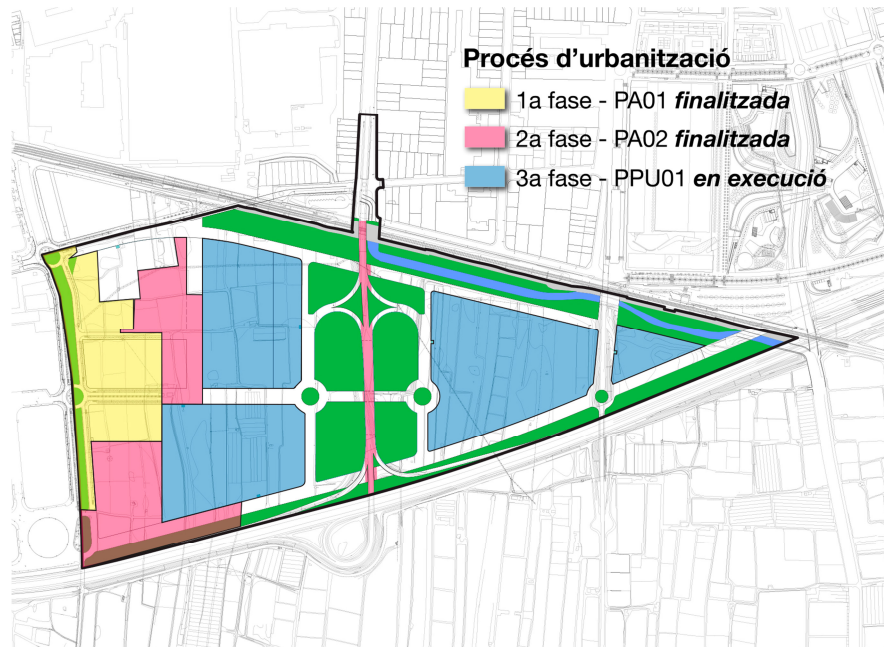 Procés d’urbanització
1a fase - PA01 finalitzada
2a fase - PA02 finalitzada
3a fase - PPU01 en execució